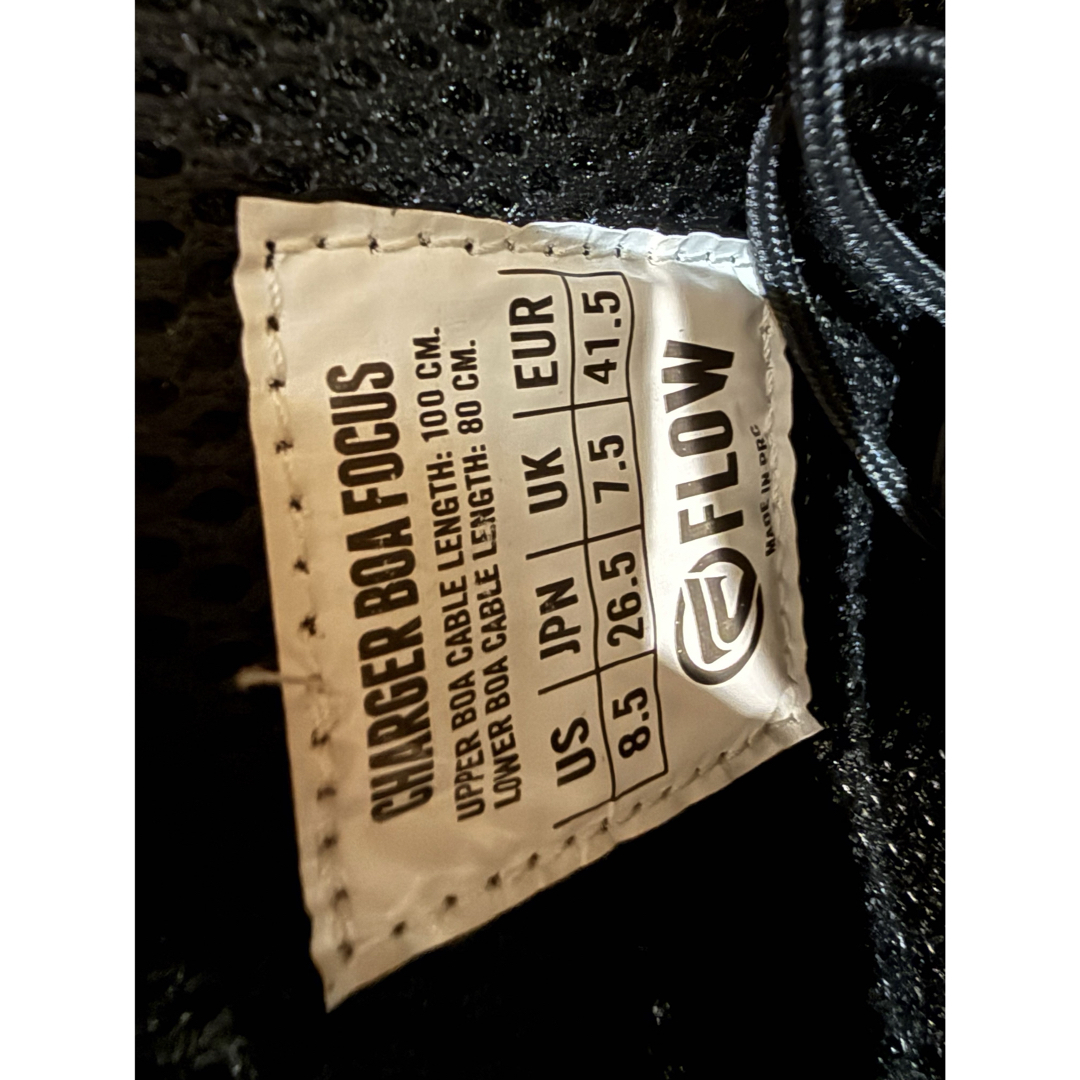 CHARGER BOA FOCUS
UPPER BOA CABLE LENGTH: 100 CM.
LOWER BOA CABLE LENGTH: 80 CM.
US | JPN | UK | EUR
8.5 | 26.5 | 7.5 | 41.5
FLOW
MADE IN PRC